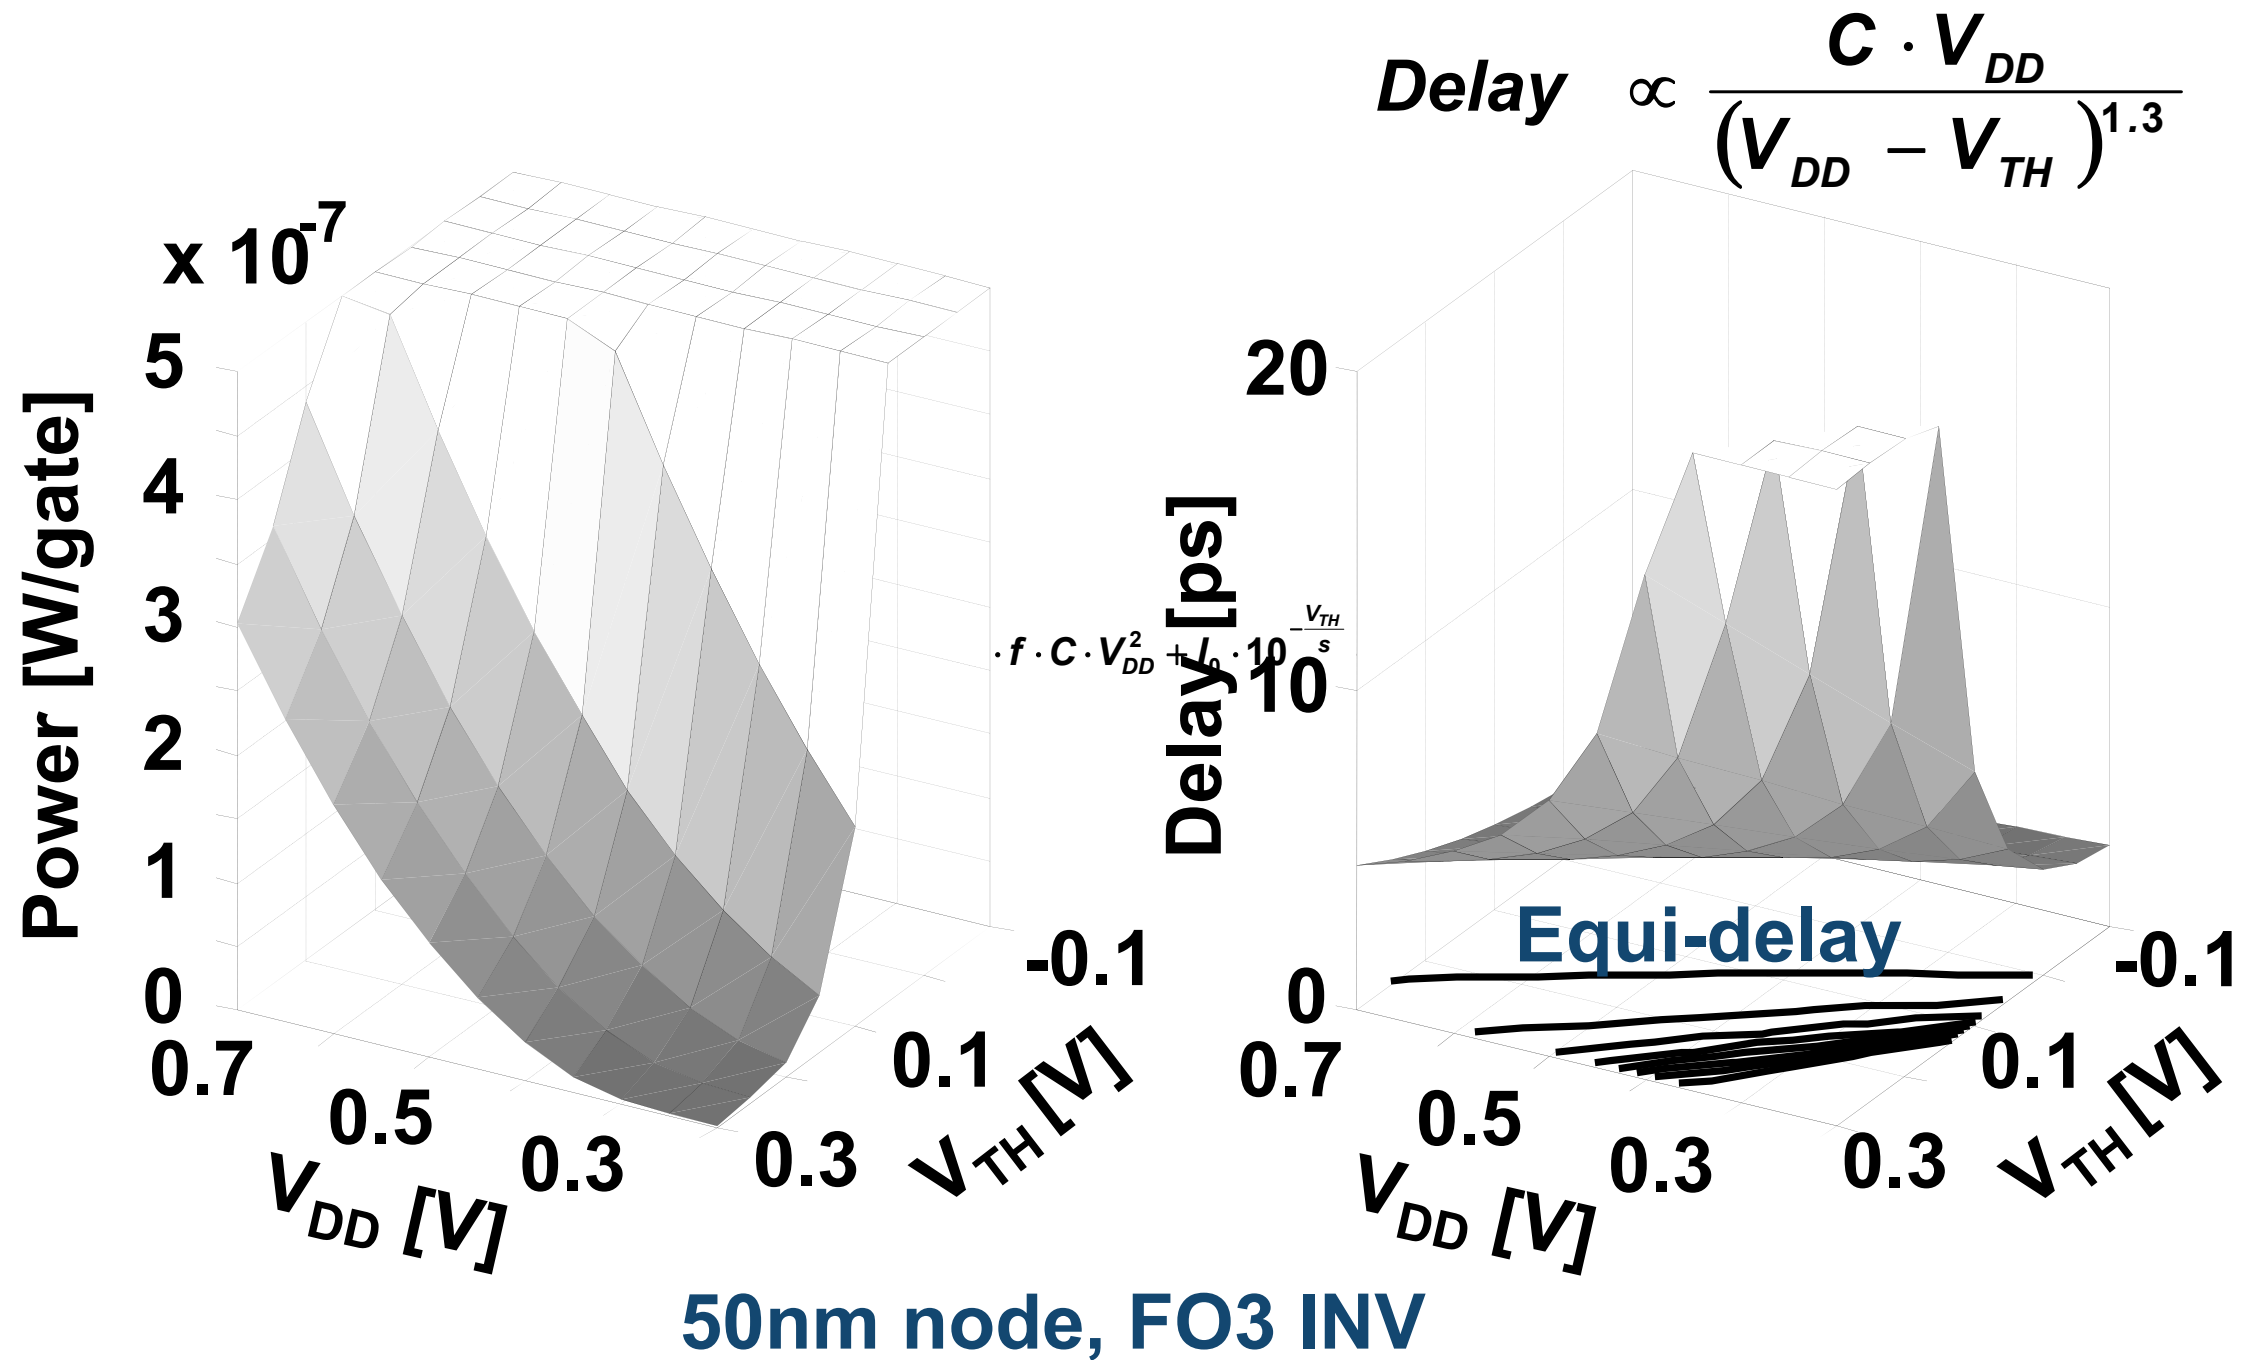 Delay ∝ C · V_DD / (V_DD − V_TH)^1.3
x 10^-7
Power [W/gate]
5
4
3
2
1
0
0.7
0.5
0.3
V_DD [V]
0.3
0.1
-0.1
V_TH [V]
· f · C · V_DD^2 + I_0 · 10^(−V_TH/s)
Delay [ps]
20
10
0
Equi-delay
0.7
0.5
0.3
V_DD [V]
0.3
0.1
-0.1
V_TH [V]
50nm node, FO3 INV